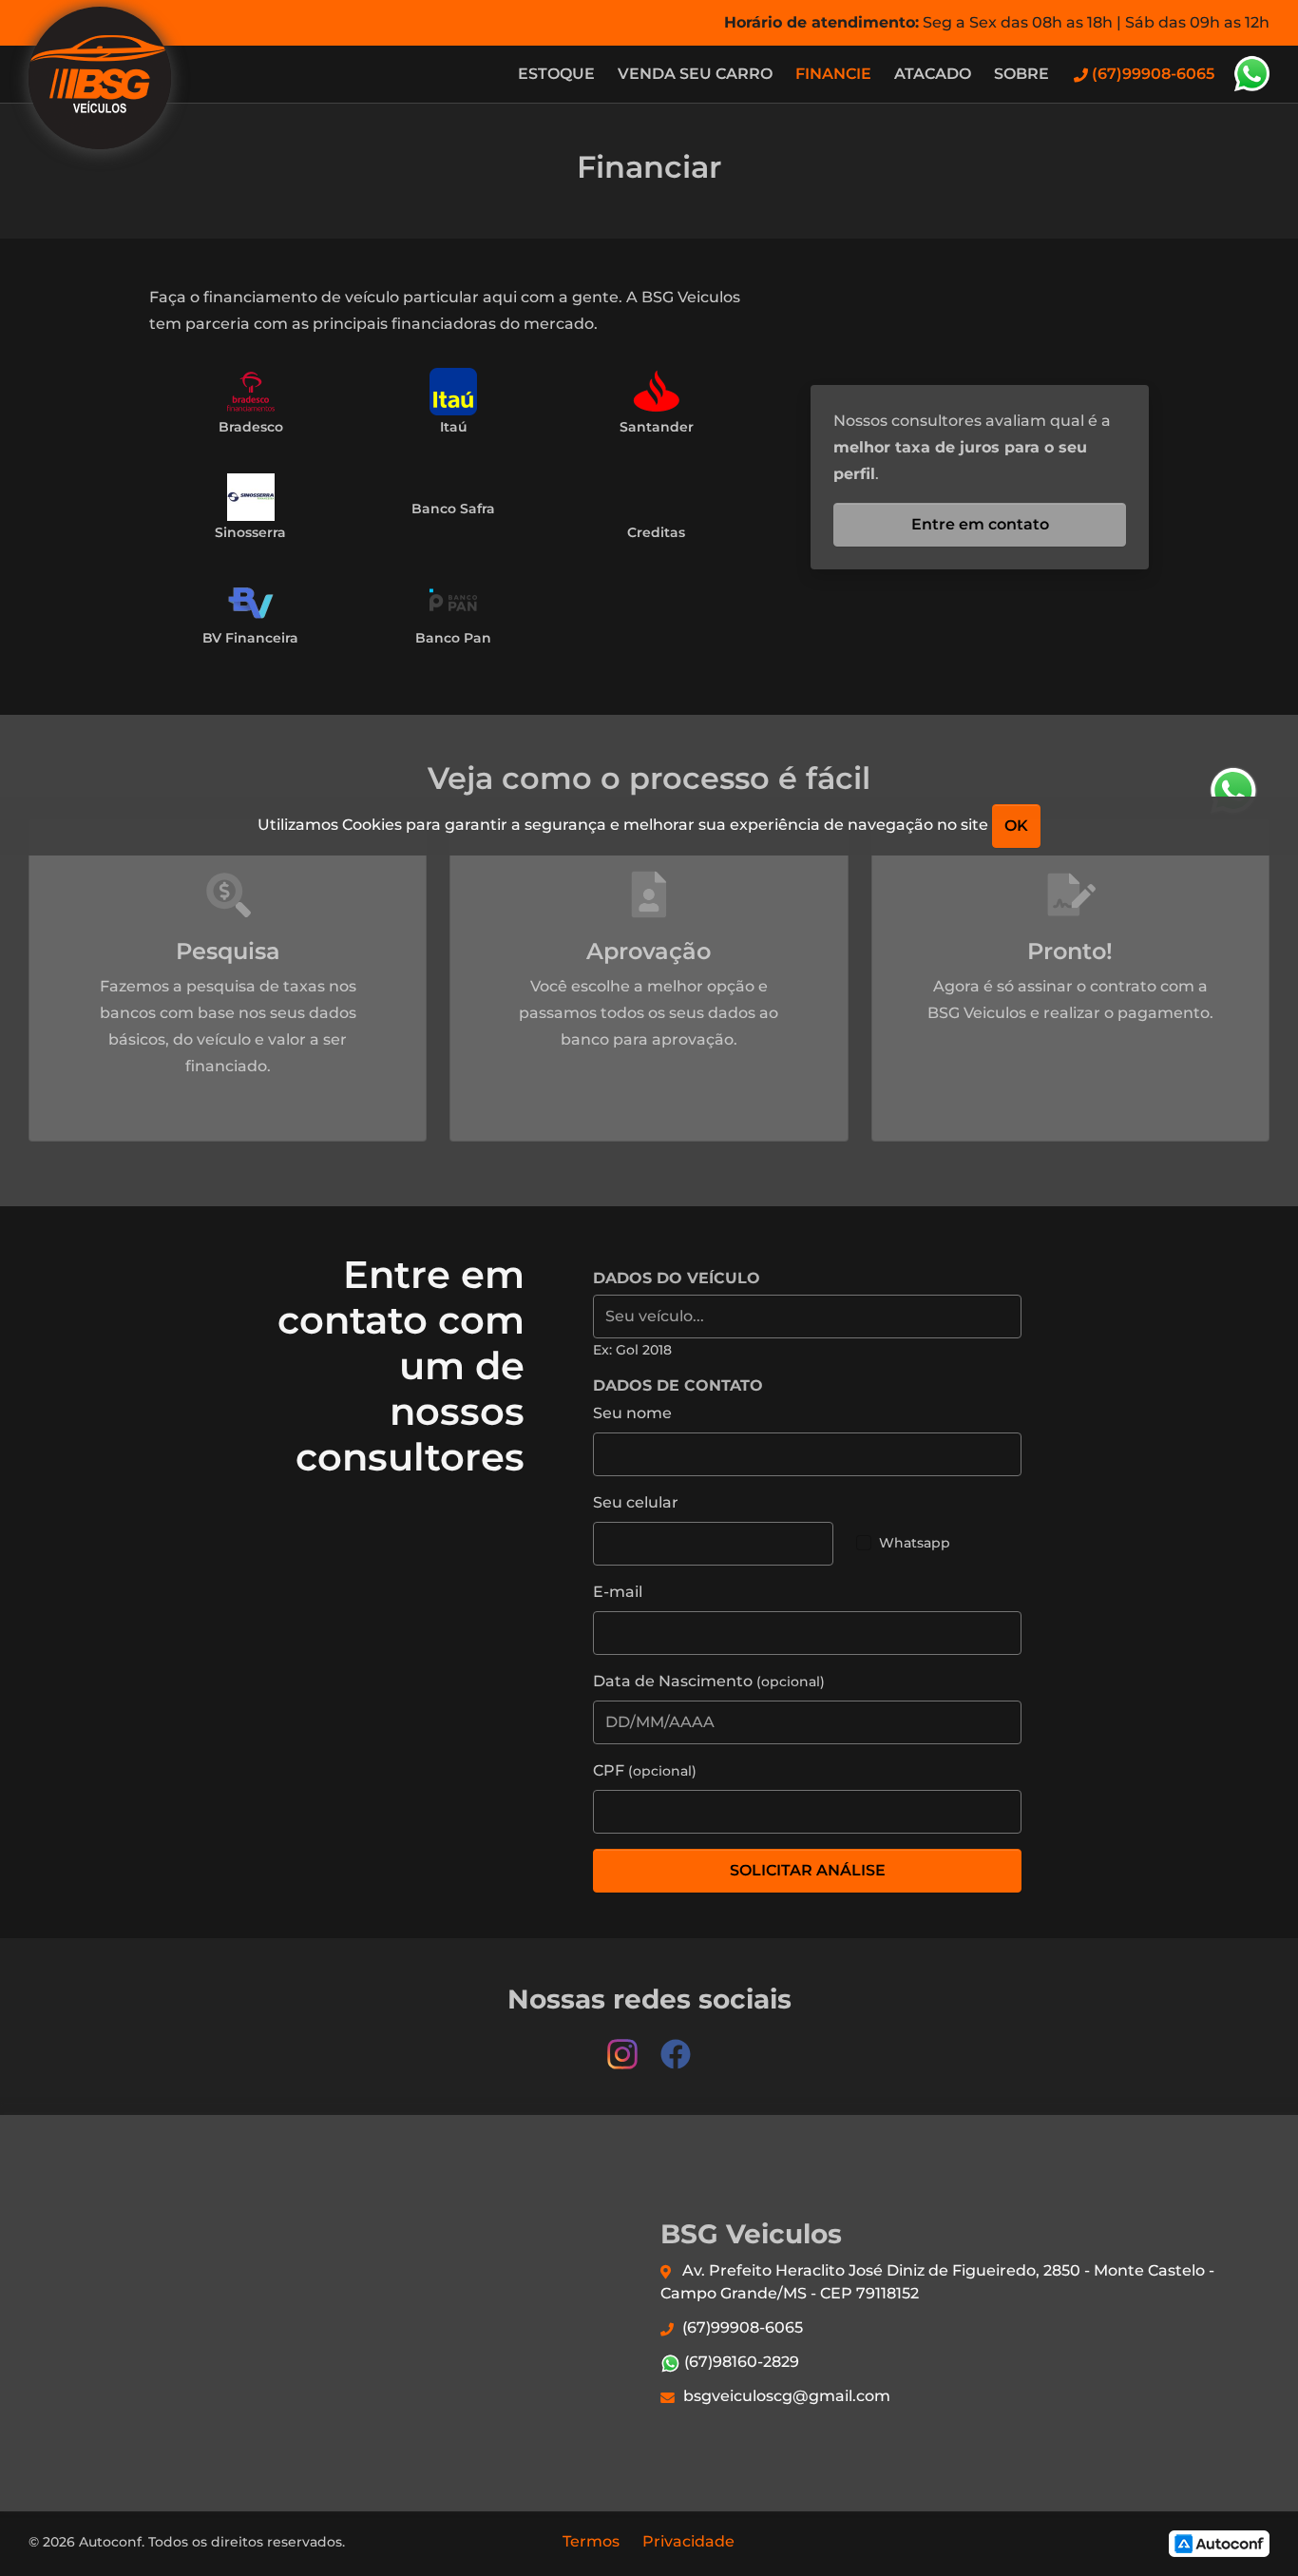 Horário de atendimento: Seg a Sex das 08h as 18h | Sáb das 09h as 12h
BSG
VEÍCULOS
ESTOQUE VENDA SEU CARRO FINANCIE ATACADO SOBRE (67)99908-6065
Financiar
Faça o financiamento de veículo particular aqui com a gente. A BSG Veiculos
tem parceria com as principais financiadoras do mercado.
bradesco
financiamentos
Bradesco
Itaú
Itaú
Santander
SINOSSERRA
Sinosserra
Banco Safra
Creditas
BV
BV Financeira
BANCO
PAN
Banco Pan
Nossos consultores avaliam qual é a
melhor taxa de juros para o seu
perfil.
Entre em contato
Veja como o processo é fácil
Utilizamos Cookies para garantir a segurança e melhorar sua experiência de navegação no site OK
Pesquisa
Fazemos a pesquisa de taxas nos
bancos com base nos seus dados
básicos, do veículo e valor a ser
financiado.
Aprovação
Você escolhe a melhor opção e
passamos todos os seus dados ao
banco para aprovação.
Pronto!
Agora é só assinar o contrato com a
BSG Veiculos e realizar o pagamento.
Entre em
contato com
um de
nossos
consultores
DADOS DO VEÍCULO
Seu veículo...
Ex: Gol 2018
DADOS DE CONTATO
Seu nome
Seu celular
Whatsapp
E-mail
Data de Nascimento (opcional)
DD/MM/AAAA
CPF (opcional)
SOLICITAR ANÁLISE
Nossas redes sociais
BSG Veiculos
Av. Prefeito Heraclito José Diniz de Figueiredo, 2850 - Monte Castelo -
Campo Grande/MS - CEP 79118152
(67)99908-6065
(67)98160-2829
bsgveiculoscg@gmail.com
© 2026 Autoconf. Todos os direitos reservados.
Termos Privacidade
Autoconf